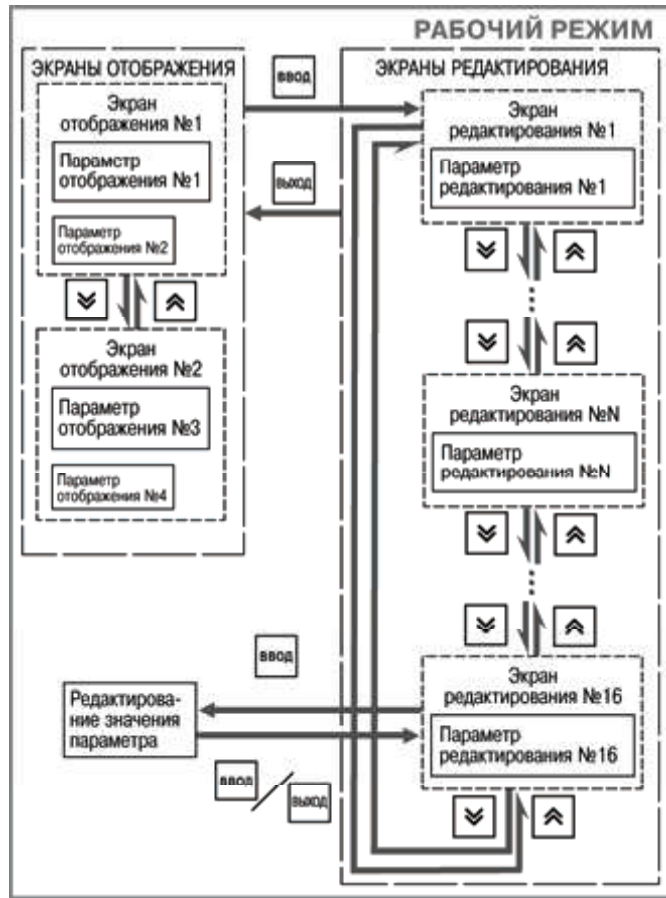 РАБОЧИЙ РЕЖИМ
ЭКРАНЫ ОТОБРАЖЕНИЯ
Экран
отображения №1
Параметр
отображения №1
Параметр
отображения №2
Экран
отображения №2
Параметр
отображения №3
Параметр
отображения №4
ВВОД
ВЫХОД
ЭКРАНЫ РЕДАКТИРОВАНИЯ
Экран
редактирования №1
Параметр
редактирования №1
Экран
редактирования №N
Параметр
редактирования №N
Экран
редактирования №16
Параметр
редактирования №16
ВВОД
Редактирова-
ние значения
параметра
ВВОД
ВЫХОД